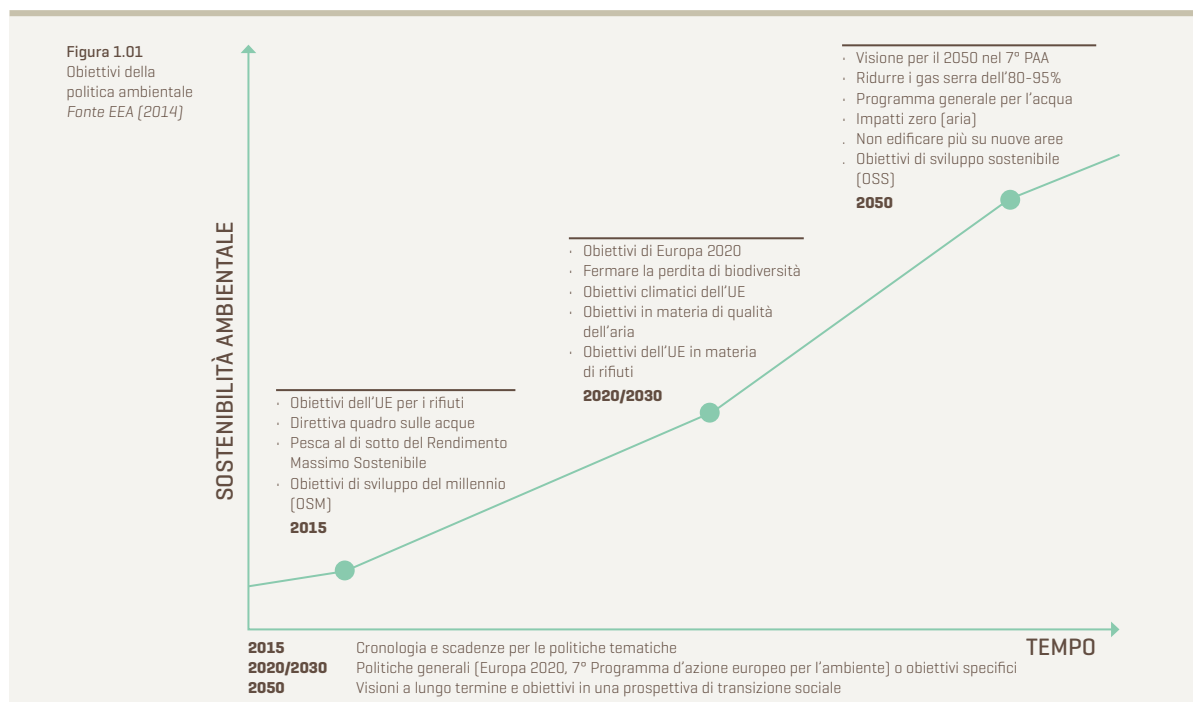 Figura 1.01
Obiettivi della
politica ambientale
Fonte EEA (2014)
SOSTENIBILITÀ AMBIENTALE
· Obiettivi dell'UE per i rifiuti
· Direttiva quadro sulle acque
· Pesca al di sotto del Rendimento
Massimo Sostenibile
· Obiettivi di sviluppo del millennio
(OSM)
2015
· Obiettivi di Europa 2020
· Fermare la perdita di biodiversità
· Obiettivi climatici dell'UE
· Obiettivi in materia di qualità
dell'aria
· Obiettivi dell'UE in materia
di rifiuti
2020/2030
· Visione per il 2050 nel 7° PAA
· Ridurre i gas serra dell'80-95%
· Programma generale per l'acqua
· Impatti zero (aria)
. Non edificare più su nuove aree
. Obiettivi di sviluppo sostenibile
(OSS)
2050
TEMPO
2015 Cronologia e scadenze per le politiche tematiche
2020/2030 Politiche generali (Europa 2020, 7° Programma d'azione europeo per l'ambiente) o obiettivi specifici
2050 Visioni a lungo termine e obiettivi in una prospettiva di transizione sociale